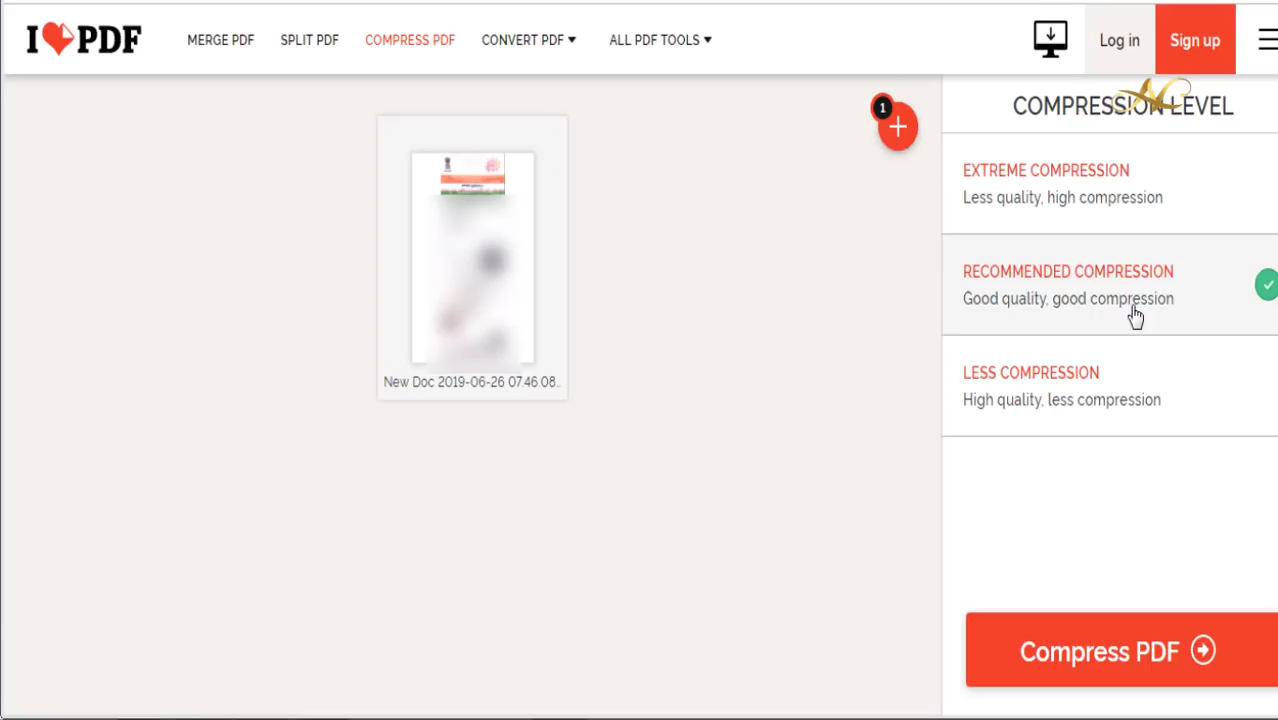 I PDF
MERGE PDF
SPLIT PDF
COMPRESS PDF
CONVERT PDF
ALL PDF TOOLS
Log in
Sign up
1
COMPRESSION LEVEL
EXTREME COMPRESSION
Less quality, high compression
RECOMMENDED COMPRESSION
Good quality, good compression
LESS COMPRESSION
High quality, less compression
New Doc 2019-06-26 07.46.08..
Compress PDF